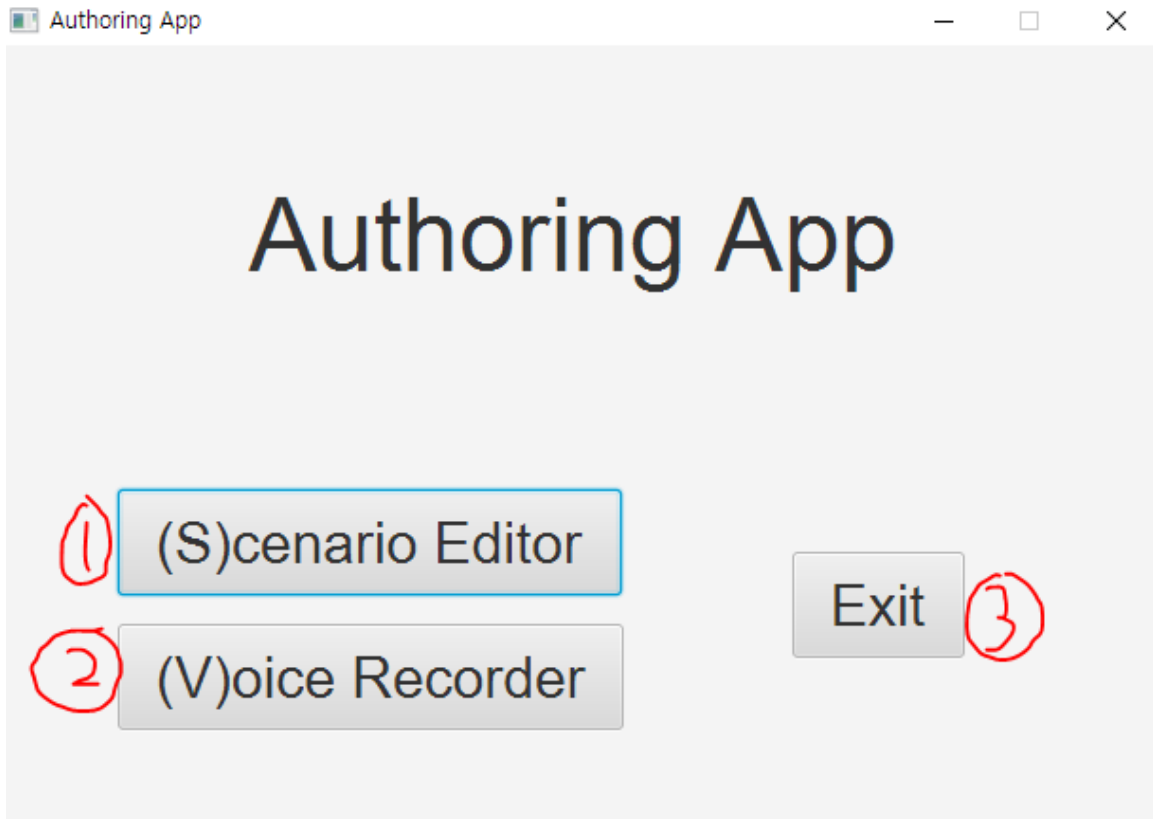 Authoring App
Authoring App
1 (S)cenario Editor
Exit 3
2 (V)oice Recorder